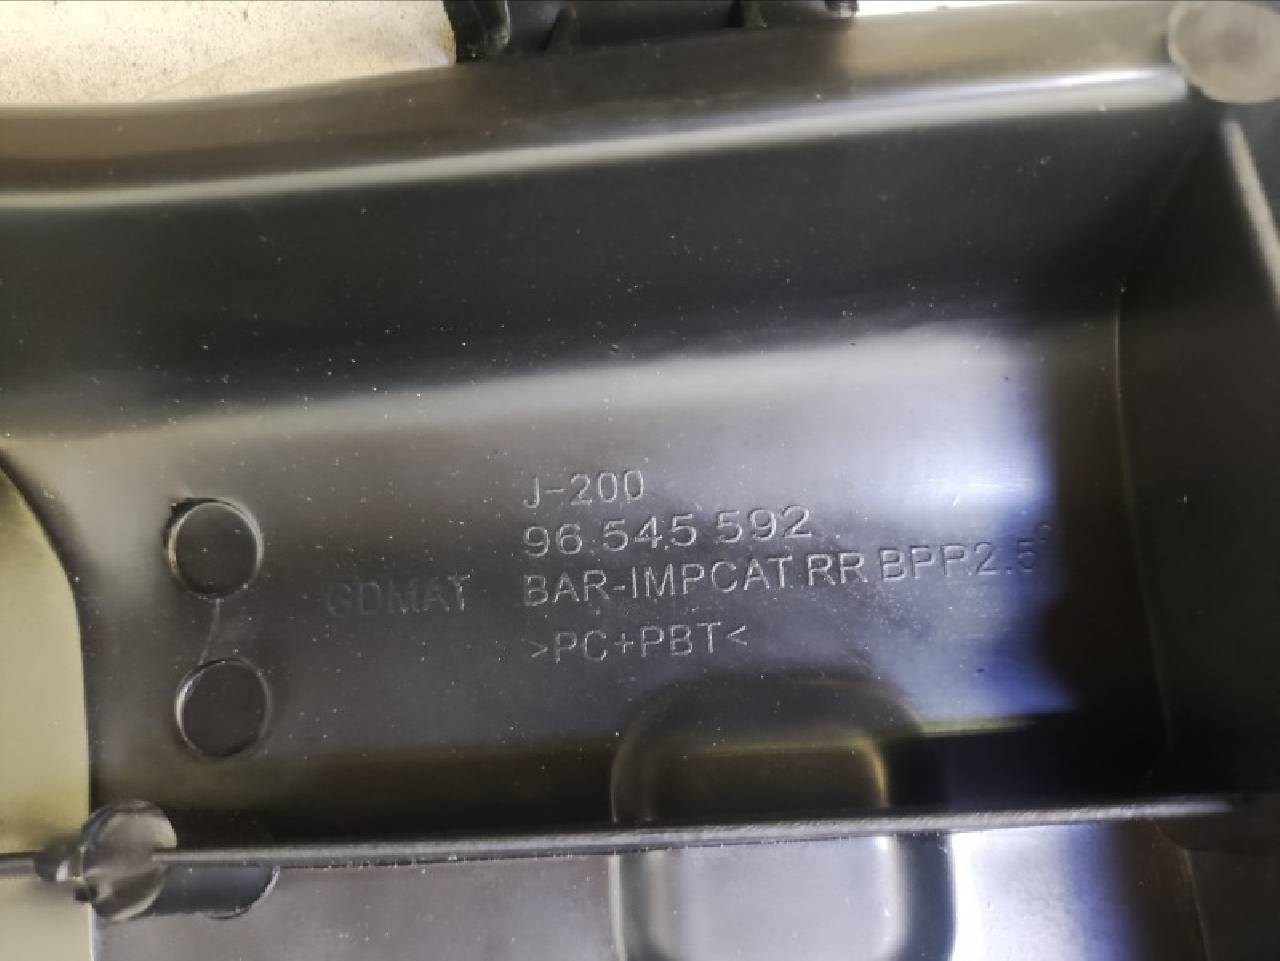 J-200
96 545 592
GDMAT BAR-IMPCAT RR BPR2.5°
>PC+PBT<